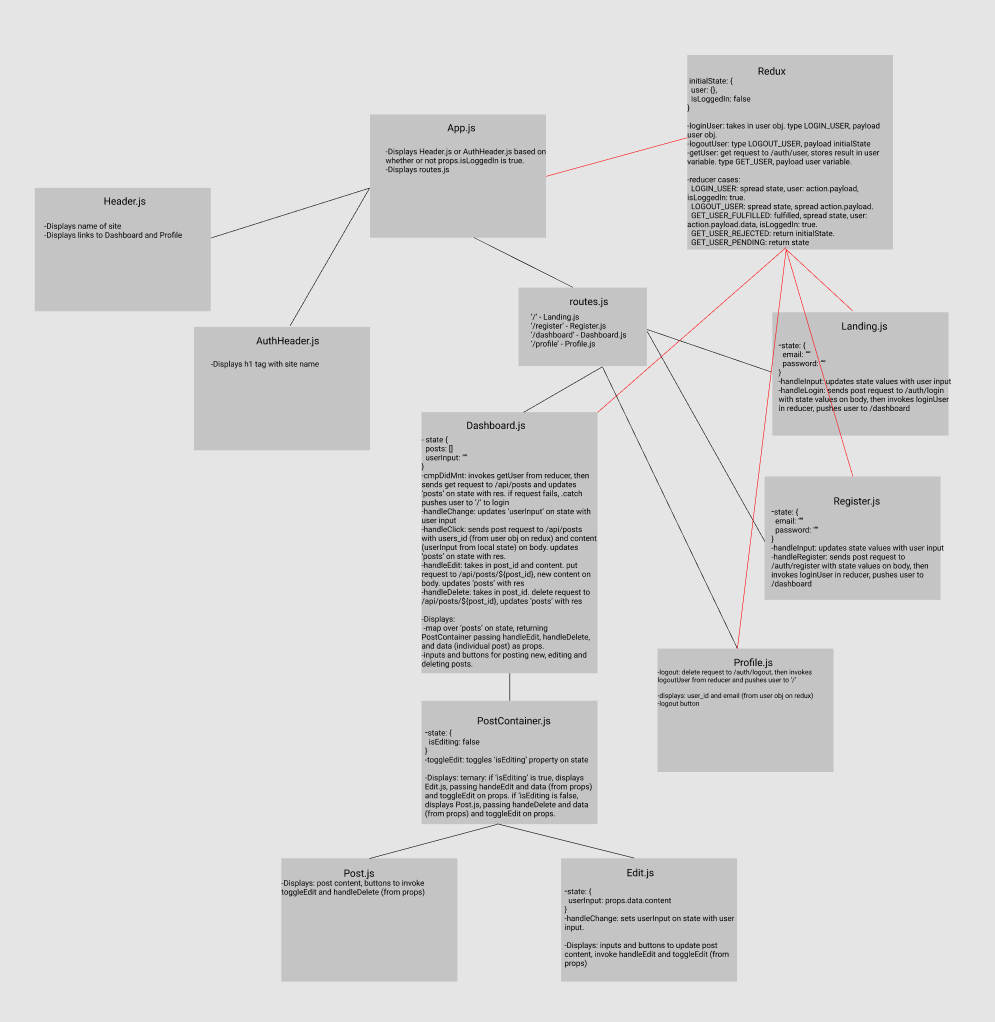 Redux
initialState: {
user: {},
isLoggedIn: false
}
-loginUser: takes in user obj. type LOGIN_USER, payload
user obj.
-logoutUser: type LOGOUT_USER, payload initialState
-getUser: get request to /auth/user, stores result in user
variable. type GET_USER, payload user variable.
-reducer cases:
LOGIN_USER: spread state, user: action.payload,
isLoggedIn: true.
LOGOUT_USER: spread state, spread action.payload.
GET_USER_FULFILLED: fulfilled, spread state, user:
action.payload.data, isLoggedIn: true.
GET_USER_REJECTED: return initialState.
GET_USER_PENDING: return state
App.js
-Displays Header.js or AuthHeader.js based on
whether or not props.isLoggedIn is true.
-Displays routes.js
Header.js
-Displays name of site
-Displays links to Dashboard and Profile
AuthHeader.js
-Displays h1 tag with site name
routes.js
'/' - Landing.js
'/register' - Register.js
'/dashboard' - Dashboard.js
'/profile' - Profile.js
Landing.js
-state: {
email: ""
password: ""
}
-handleInput: updates state values with user input
-handleLogin: sends post request to /auth/login
with state values on body, then invokes loginUser
in reducer, pushes user to /dashboard
Dashboard.js
- state {
posts: []
userInput: ""
}
-cmpDidMnt: invokes getUser from reducer, then
sends get request to /api/posts and updates
'posts' on state with res. if request fails, .catch
pushes user to '/' to login
-handleChange: updates 'userInput' on state with
user input
-handleClick: sends post request to /api/posts
with users_id (from user obj on redux) and content
(userInput from local state) on body. updates
'posts' on state with res.
-handleEdit: takes in post_id and content. put
request to /api/posts/${post_id}, new content on
body. updates 'posts' with res
-handleDelete: takes in post_id. delete request to
/api/posts/${post_id}, updates 'posts' with res
-Displays:
-map over 'posts' on state, returning
PostContainer passing handleEdit, handleDelete,
and data (individual post) as props.
-inputs and buttons for posting new, editing and
deleting posts.
Register.js
-state: {
email: ""
password: ""
}
-handleInput: updates state values with user input
-handleRegister: sends post request to
/auth/register with state values on body, then
invokes loginUser in reducer, pushes user to
/dashboard
Profile.js
-logout: delete request to /auth/logout, then invokes
logoutUser from reducer and pushes user to '/'
-displays: user_id and email (from user obj on redux)
-logout button
PostContainer.js
-state: {
isEditing: false
}
-toggleEdit: toggles 'isEditing' property on state
-Displays: ternary: if 'isEditing' is true, displays
Edit.js, passing handeEdit and data (from props)
and toggleEdit on props. if 'isEditing is false,
displays Post.js, passing handeDelete and data
(from props) and toggleEdit on props.
Post.js
-Displays: post content, buttons to invoke
toggleEdit and handleDelete (from props)
Edit.js
-state: {
userInput: props.data.content
}
-handleChange: sets userInput on state with user
input.
-Displays: inputs and buttons to update post
content, invoke handleEdit and toggleEdit (from
props)